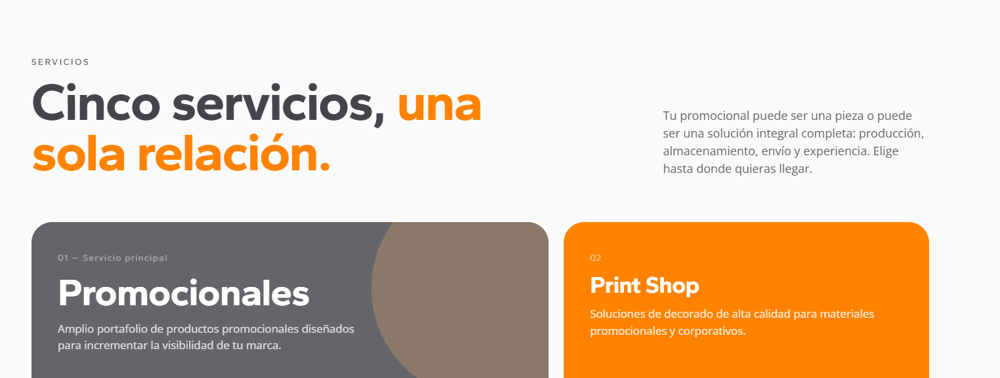 SERVICIOS
Cinco servicios, una
sola relación.
Tu promocional puede ser una pieza o puede
ser una solución integral completa: producción,
almacenamiento, envío y experiencia. Elige
hasta donde quieras llegar.
01 — Servicio principal
Promocionales
Amplio portafolio de productos promocionales diseñados
para incrementar la visibilidad de tu marca.
02
Print Shop
Soluciones de decorado de alta calidad para materiales
promocionales y corporativos.